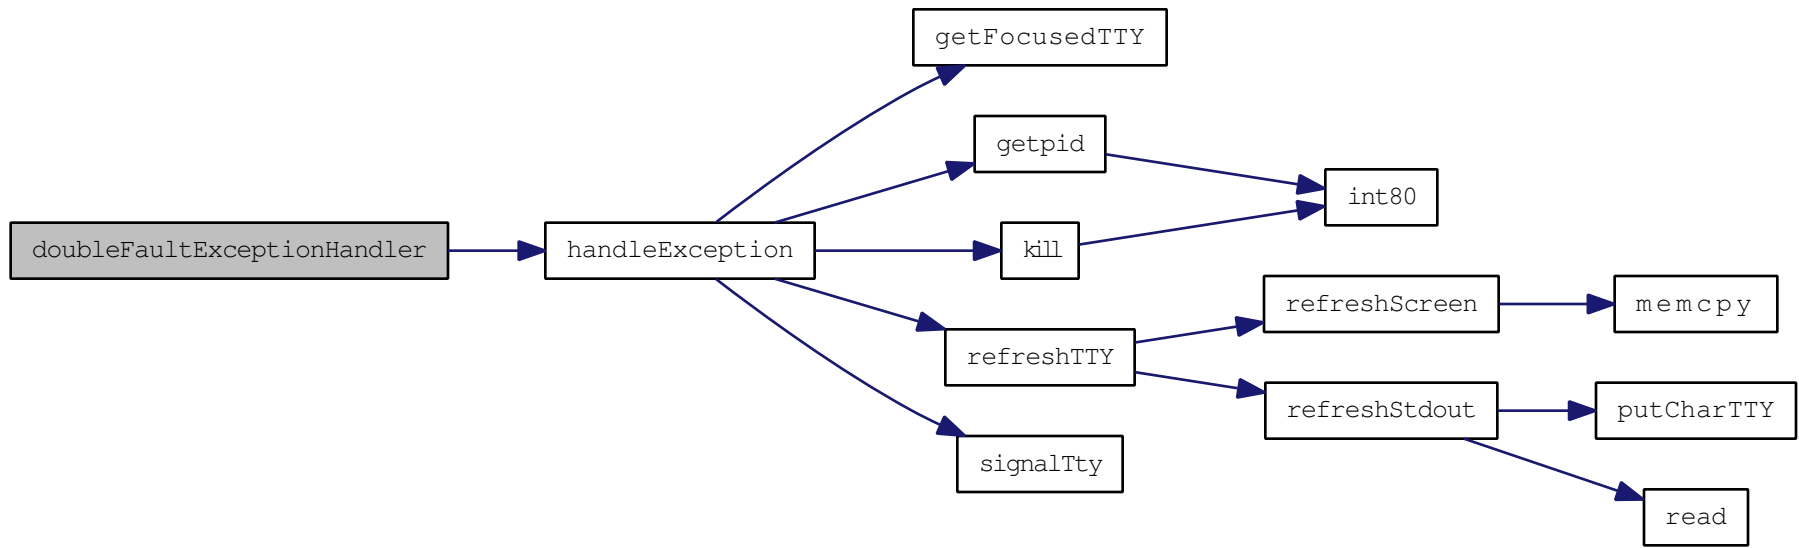 getFocusedTTY
getpid
int80
doubleFaultExceptionHandler
handleException
kill
refreshScreen
memcpy
refreshTTY
refreshStdout
putCharTTY
signalTty
read